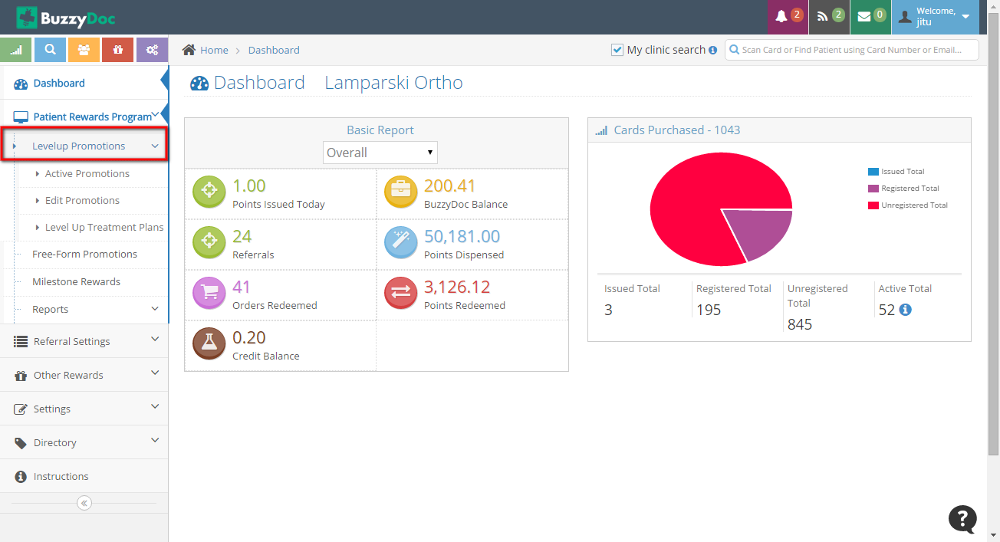 BuzzyDoc
2
2
0
Welcome,
jitu
Home
Dashboard
My clinic search
Scan Card or Find Patient using Card Number or Email...
Dashboard
Patient Rewards Program
Levelup Promotions
Active Promotions
Edit Promotions
Level Up Treatment Plans
Free-Form Promotions
Milestone Rewards
Reports
Referral Settings
Other Rewards
Settings
Directory
Instructions
Dashboard Lamparski Ortho
Basic Report
Overall
1.00
Points Issued Today
200.41
BuzzyDoc Balance
24
Referrals
50,181.00
Points Dispensed
41
Orders Redeemed
3,126.12
Points Redeemed
0.20
Credit Balance
Cards Purchased - 1043
Issued Total
Registered Total
Unregistered Total
Issued Total
3
Registered Total
195
Unregistered
Total
845
Active Total
52
?